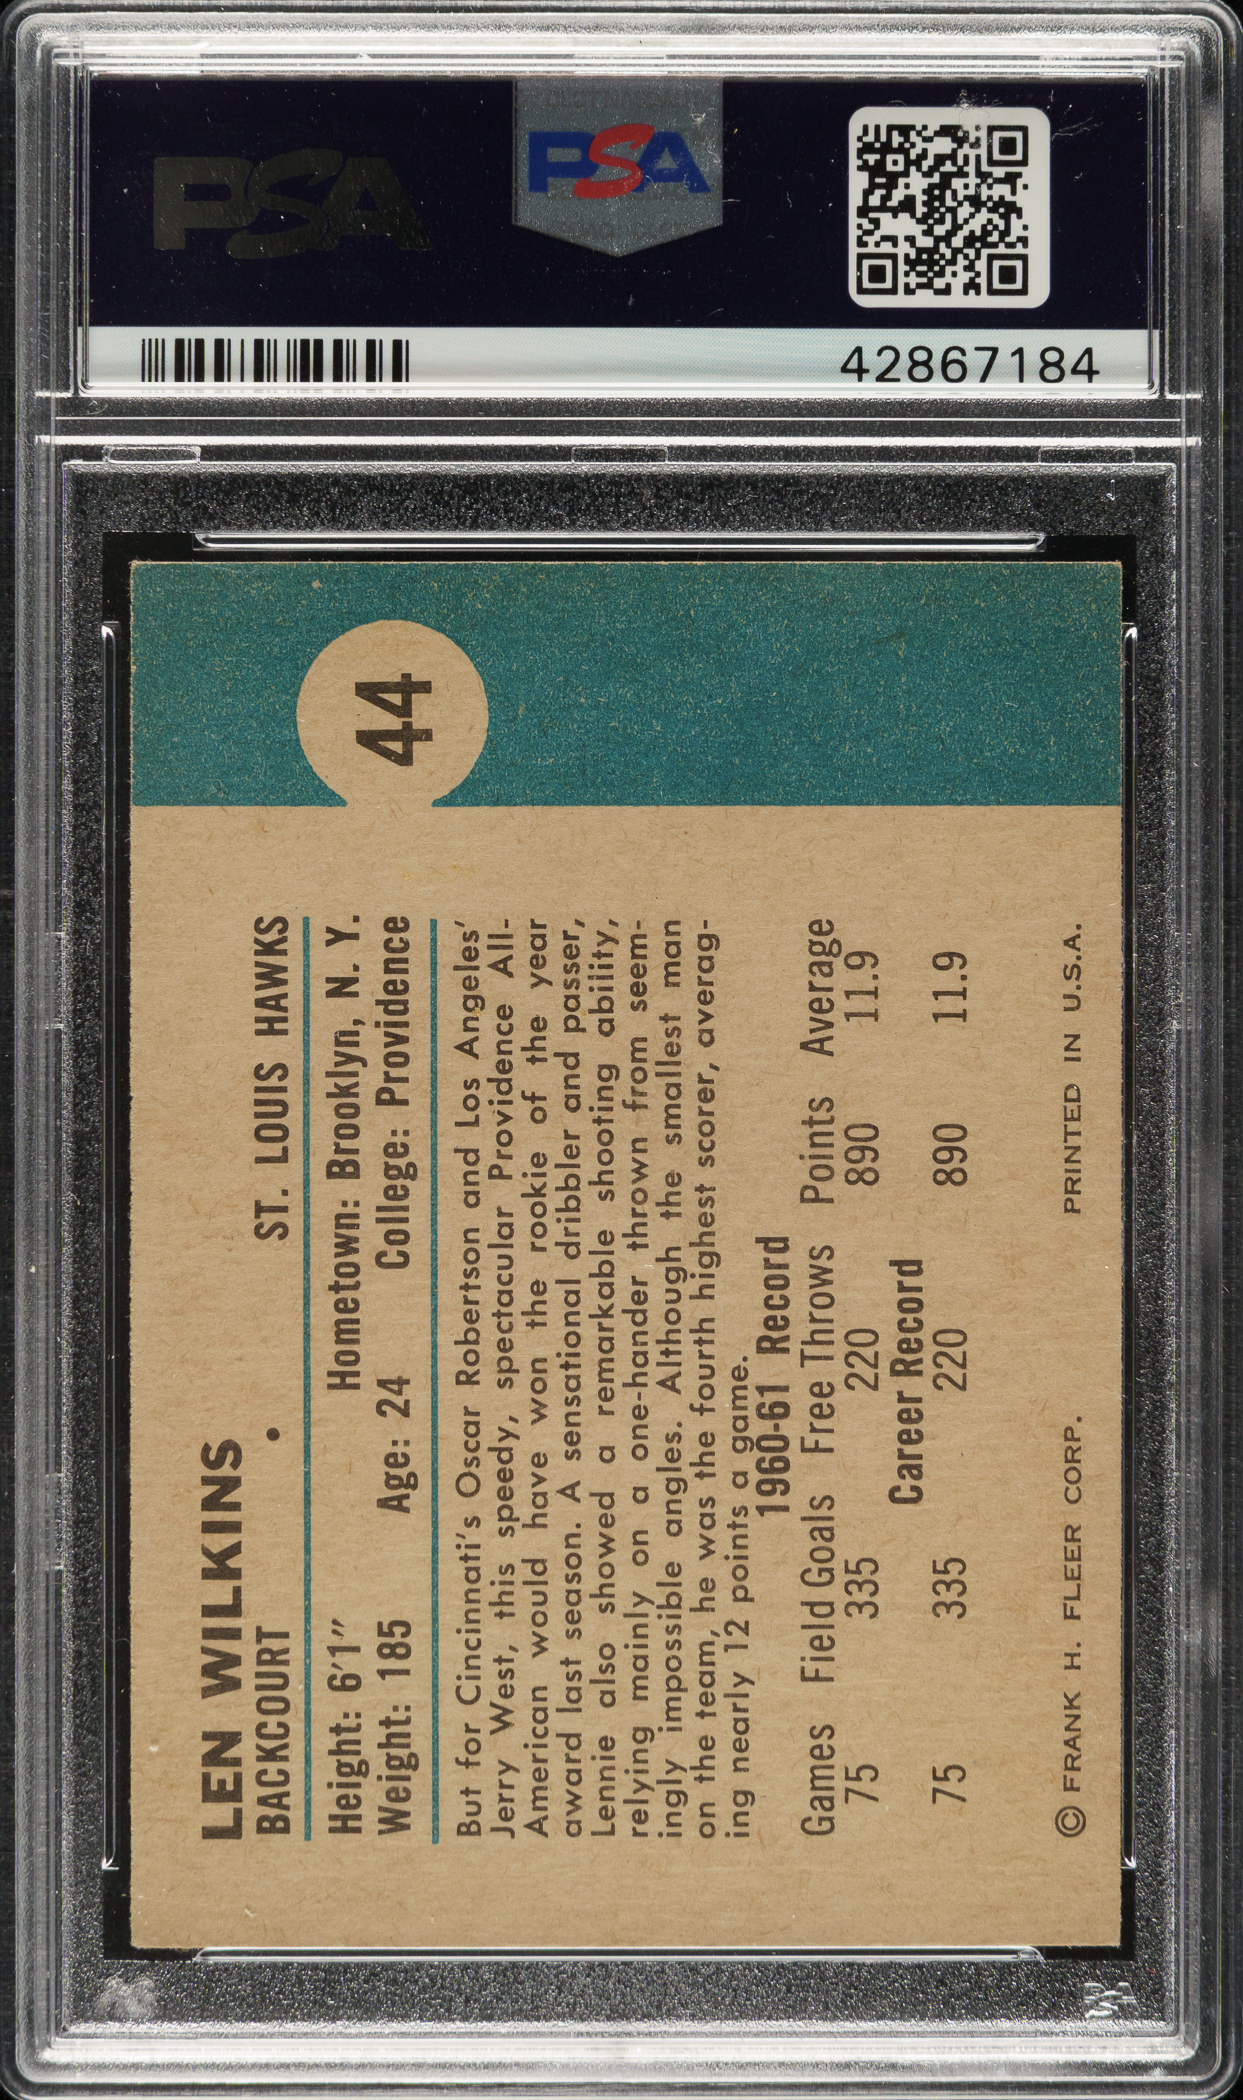 PSA
PSA
42867184
44
LEN WILKINS
BACKCOURT
ST. LOUIS HAWKS
Height: 6'1" Hometown: Brooklyn, N. Y.
Weight: 185 Age: 24 College: Providence
But for Cincinnati's Oscar Robertson and Los Angeles'
Jerry West, this speedy, spectacular Providence All-
American would have won the rookie of the year
award last season. A sensational dribbler and passer,
Lennie also showed a remarkable shooting ability,
relying mainly on a one-hander thrown from seem-
ingly impossible angles. Although the smallest man
on the team, he was the fourth highest scorer, averag-
ing nearly 12 points a game.
1960-61 Record
Games Field Goals Free Throws Points Average
75 335 220 890 11.9
Career Record
75 335 220 890 11.9
© FRANK H. FLEER CORP. PRINTED IN U.S.A.
PSA